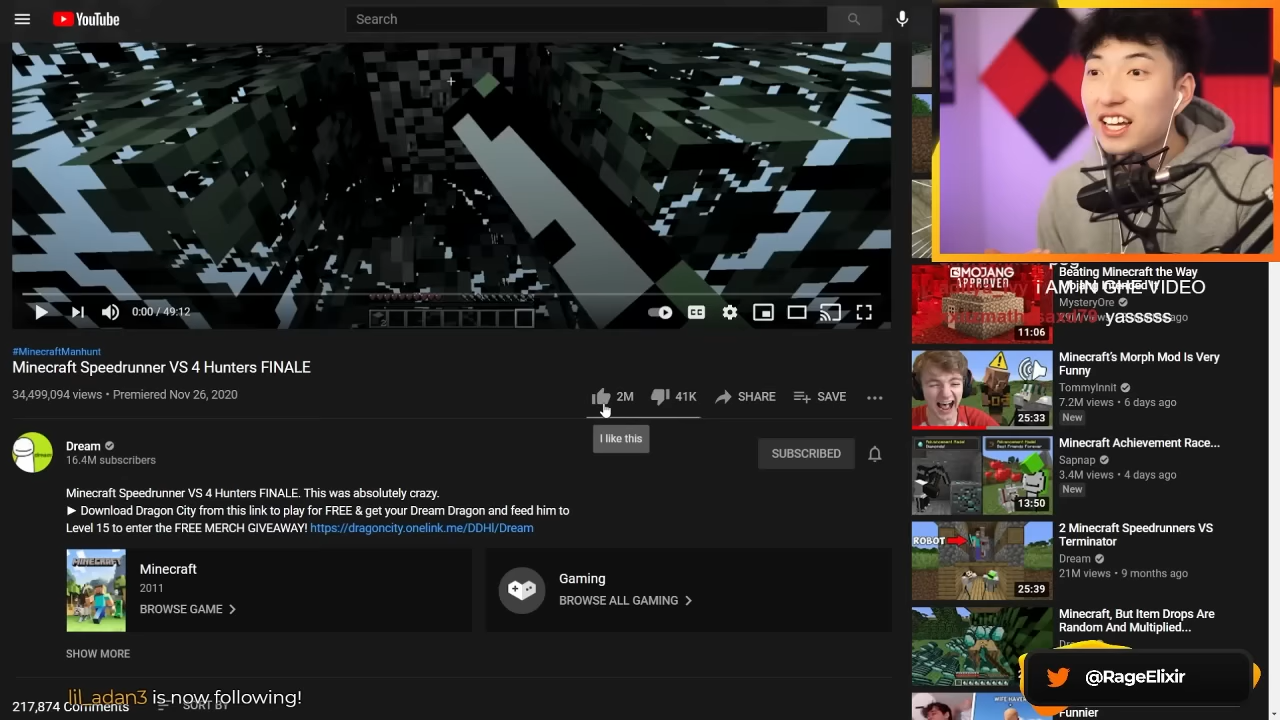 YouTube
Search
0:00 / 49:12
#MinecraftManhunt
Minecraft Speedrunner VS 4 Hunters FINALE
34,499,094 views • Premiered Nov 26, 2020
2M
41K
SHARE
SAVE
I like this
Dream
16.4M subscribers
SUBSCRIBED
Minecraft Speedrunner VS 4 Hunters FINALE. This was absolutely crazy.
► Download Dragon City from this link to play for FREE & get your Dream Dragon and feed him to
Level 15 to enter the FREE MERCH GIVEAWAY! https://dragoncity.onelink.me/DDHI/Dream
Minecraft
2011
BROWSE GAME
Gaming
BROWSE ALL GAMING
SHOW MORE
lil_adan3 is now following!
217,874 Comments
SORT BY
MOJANG
APPROVED
11:06
Beating Minecraft the Way
i AM IN ONE VIDEO
MysteryOre
yasssss
25:33
Minecraft's Morph Mod Is Very
Funny
TommyInnit
7.2M views • 6 days ago
New
13:50
Minecraft Achievement Race...
Sapnap
3.4M views • 4 days ago
New
ROBOT
25:39
2 Minecraft Speedrunners VS
Terminator
Dream
21M views • 9 months ago
Minecraft, But Item Drops Are
Random And Multiplied...
@RageElixir
Funnier